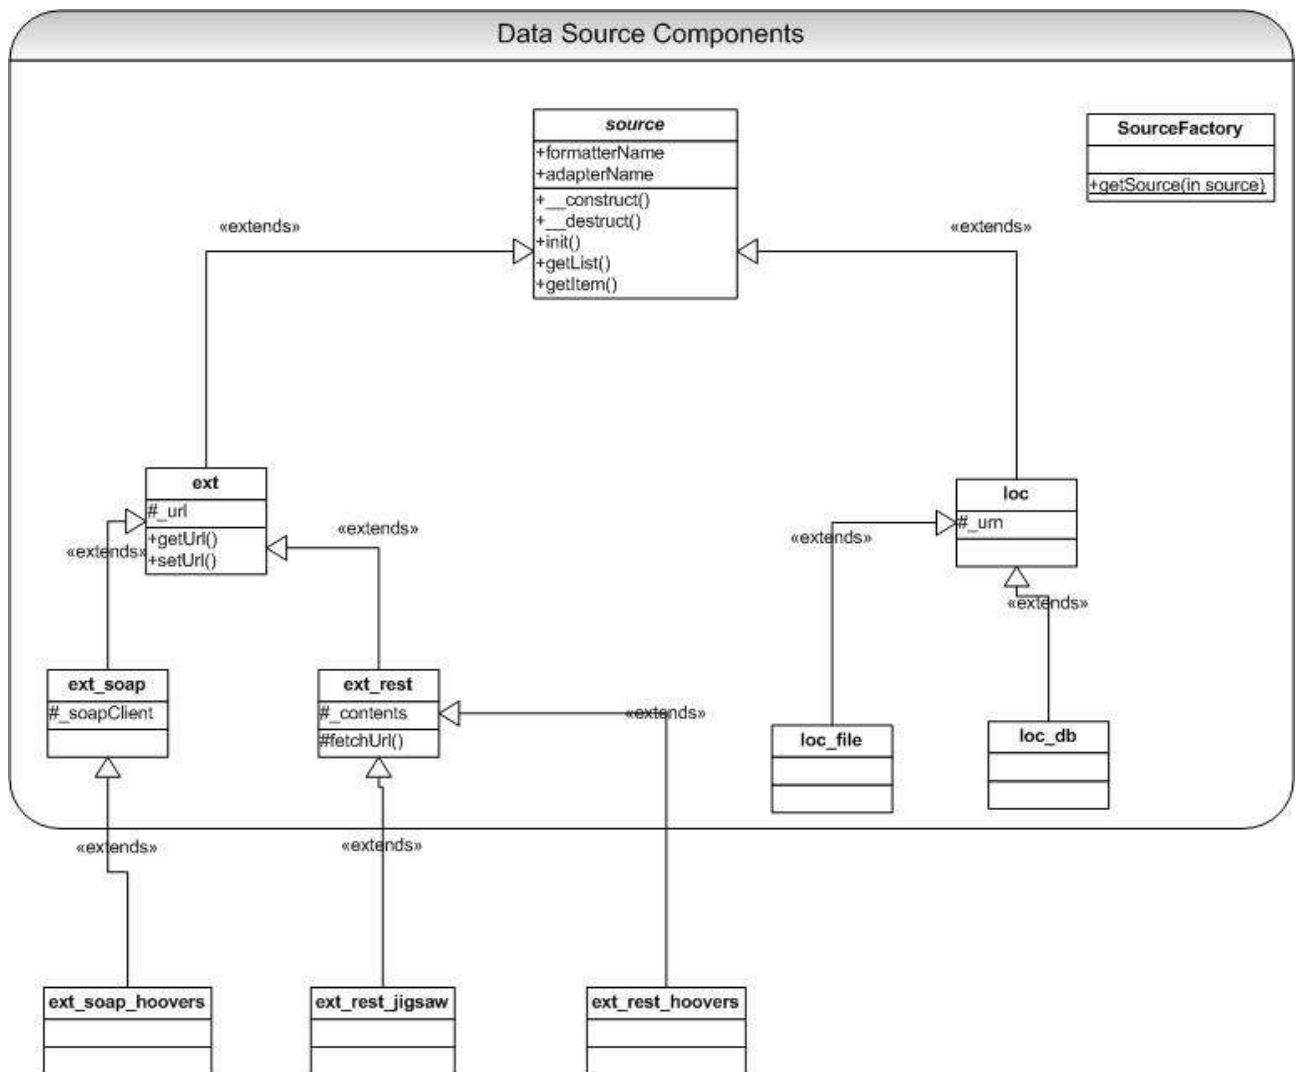 Data Source Components
source
+formatterName
+adapterName
+__construct()
+__destruct()
+init()
+getList()
+getItem()
SourceFactory
+getSource(in source)
«extends»
«extends»
ext
#_url
+getUrl()
+setUrl()
loc
#_urn
«extends»
«extends»
«extends»
«extends»
ext_soap
#_soapClient
ext_rest
#_contents
#fetchUrl()
«extends»
loc_file
loc_db
«extends»
«extends»
ext_soap_hoovers
ext_rest_jigsaw
ext_rest_hoovers